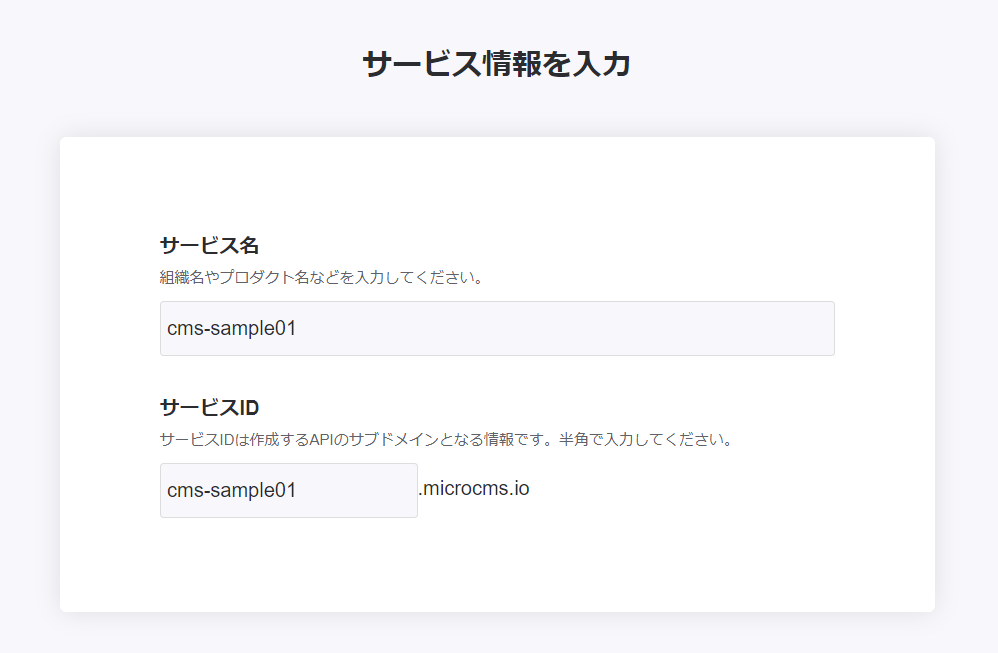 サービス情報を入力
サービス名
組織名やプロダクト名などを入力してください。
cms-sample01
サービスID
サービスIDは作成するAPIのサブドメインとなる情報です。半角で入力してください。
cms-sample01 .microcms.io